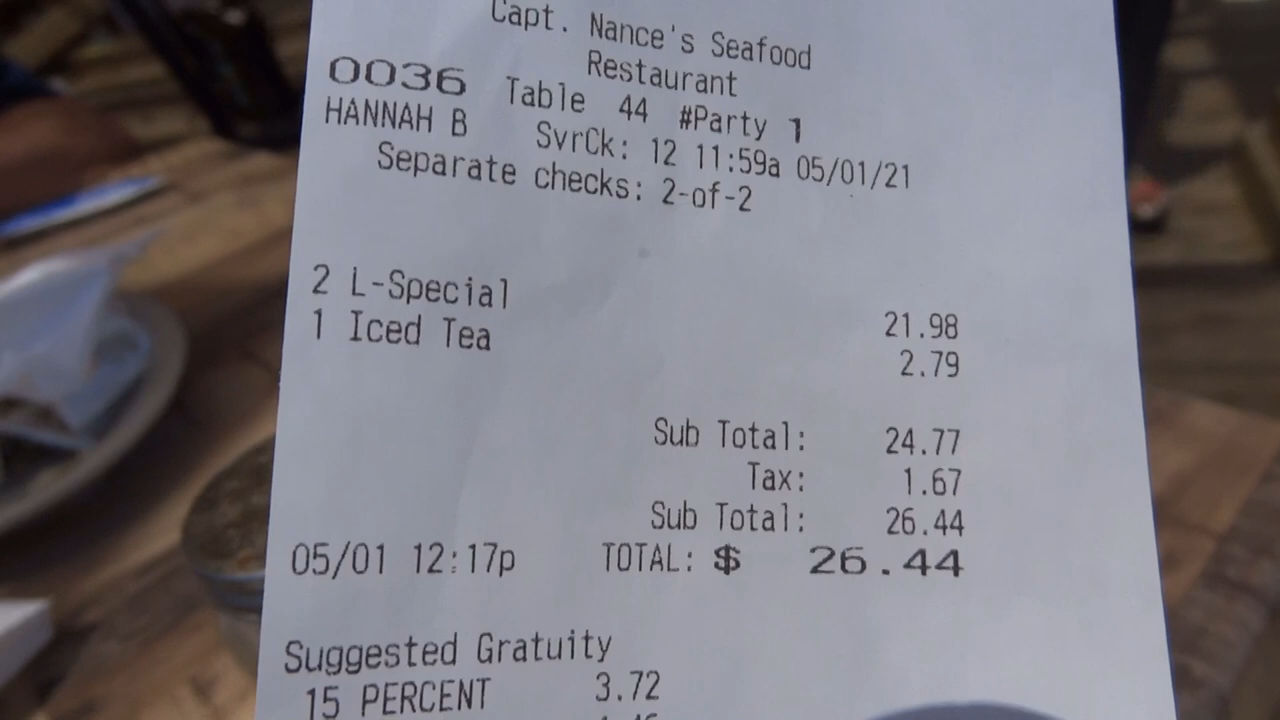 Capt. Nance's Seafood
Restaurant
0036 Table 44 #Party 1
HANNAH B SvrCk: 12 11:59a 05/01/21
Separate checks: 2-of-2
2 L-Special 21.98
1 Iced Tea 2.79
Sub Total: 24.77
Tax: 1.67
Sub Total: 26.44
05/01 12:17p TOTAL: $ 26.44
Suggested Gratuity
15 PERCENT 3.72